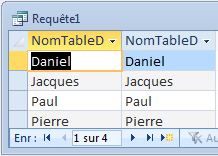 Requête1
NomTableD NomTableD
Daniel Daniel
Jacques Jacques
Paul Paul
Pierre Pierre
Enr : 1 sur 4